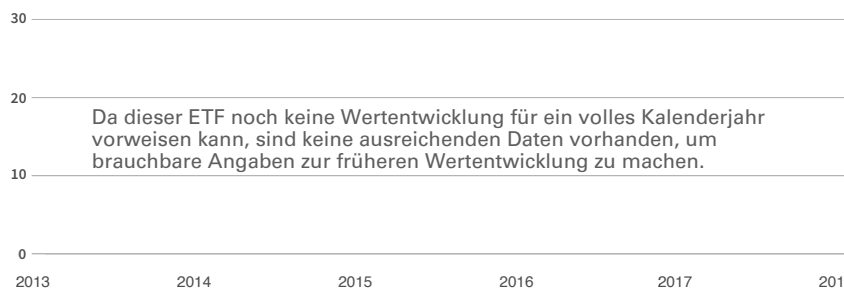 30
20
Da dieser ETF noch keine Wertentwicklung für ein volles Kalenderjahr
vorweisen kann, sind keine ausreichenden Daten vorhanden, um
brauchbare Angaben zur früheren Wertentwicklung zu machen.
10
0
2013 2014 2015 2016 2017 201